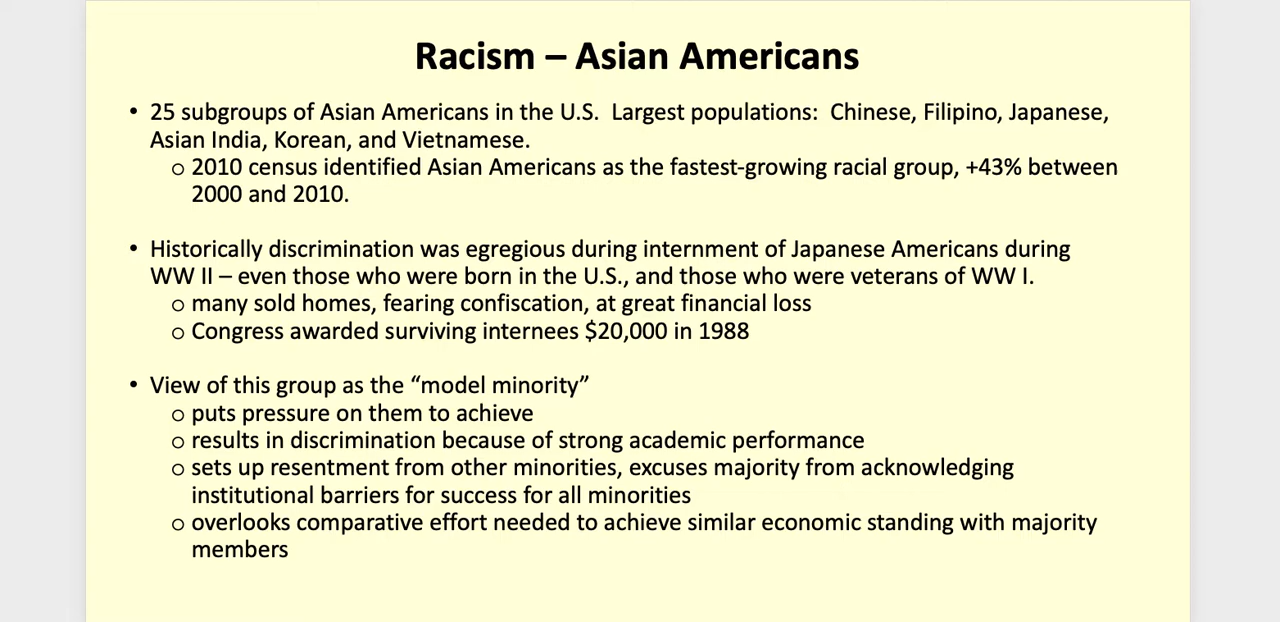 Racism – Asian Americans
• 25 subgroups of Asian Americans in the U.S.  Largest populations:  Chinese, Filipino, Japanese,
Asian India, Korean, and Vietnamese.
o 2010 census identified Asian Americans as the fastest-growing racial group, +43% between
2000 and 2010.
• Historically discrimination was egregious during internment of Japanese Americans during
WW II – even those who were born in the U.S., and those who were veterans of WW I.
o many sold homes, fearing confiscation, at great financial loss
o Congress awarded surviving internees $20,000 in 1988
• View of this group as the “model minority”
o puts pressure on them to achieve
o results in discrimination because of strong academic performance
o sets up resentment from other minorities, excuses majority from acknowledging
institutional barriers for success for all minorities
o overlooks comparative effort needed to achieve similar economic standing with majority
members